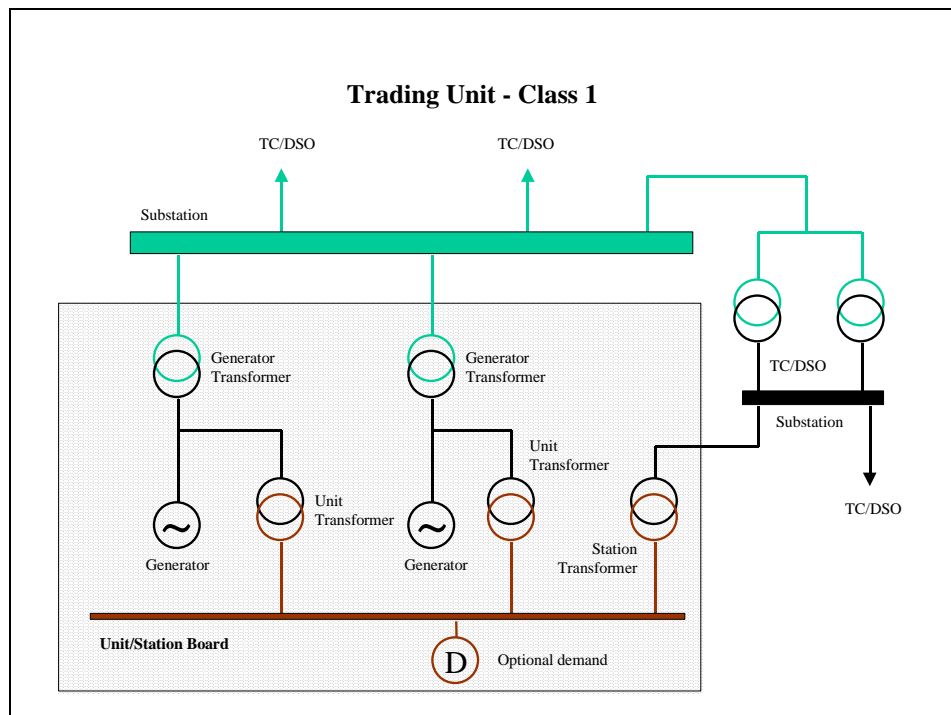 Trading Unit - Class 1
TC/DSO
TC/DSO
Substation
Generator
Transformer
Generator
Transformer
TC/DSO
Substation
Unit
Transformer
Unit
Transformer
TC/DSO
~
~
Generator
Generator
Station
Transformer
Unit/Station Board
D
Optional demand